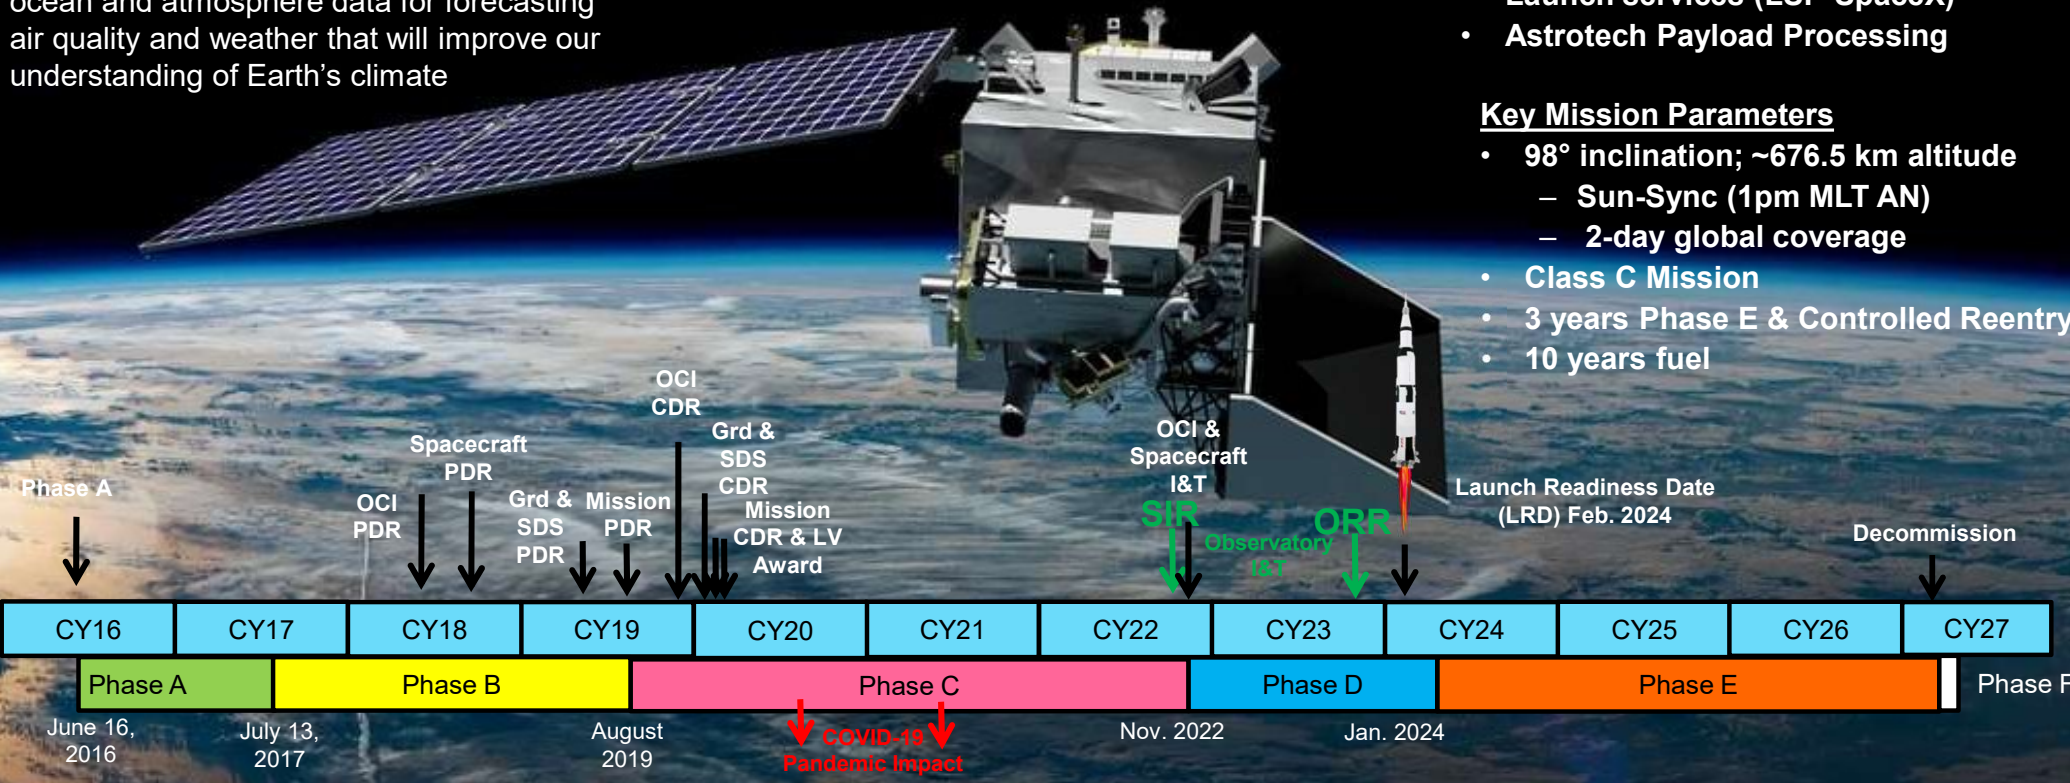 ocean and atmosphere data for forecasting
air quality and weather that will improve our
understanding of Earth's climate
Launch services (LSP SpaceX)
• Astrotech Payload Processing
Key Mission Parameters
• 98° inclination; ~676.5 km altitude
– Sun-Sync (1pm MLT AN)
– 2-day global coverage
• Class C Mission
• 3 years Phase E & Controlled Reentry
• 10 years fuel
Phase A
OCI
PDR
Spacecraft
PDR
Grd &
SDS
PDR
Mission
PDR
OCI
CDR
Grd &
SDS
CDR
Mission
CDR & LV
Award
OCI &
Spacecraft
I&T
SIR
Observatory
I&T
ORR
Launch Readiness Date
(LRD) Feb. 2024
Decommission
CY16 CY17 CY18 CY19 CY20 CY21 CY22 CY23 CY24 CY25 CY26 CY27
Phase A Phase B Phase C Phase D Phase E Phase F
June 16,
2016
July 13,
2017
August
2019
COVID-19
Pandemic Impact
Nov. 2022
Jan. 2024